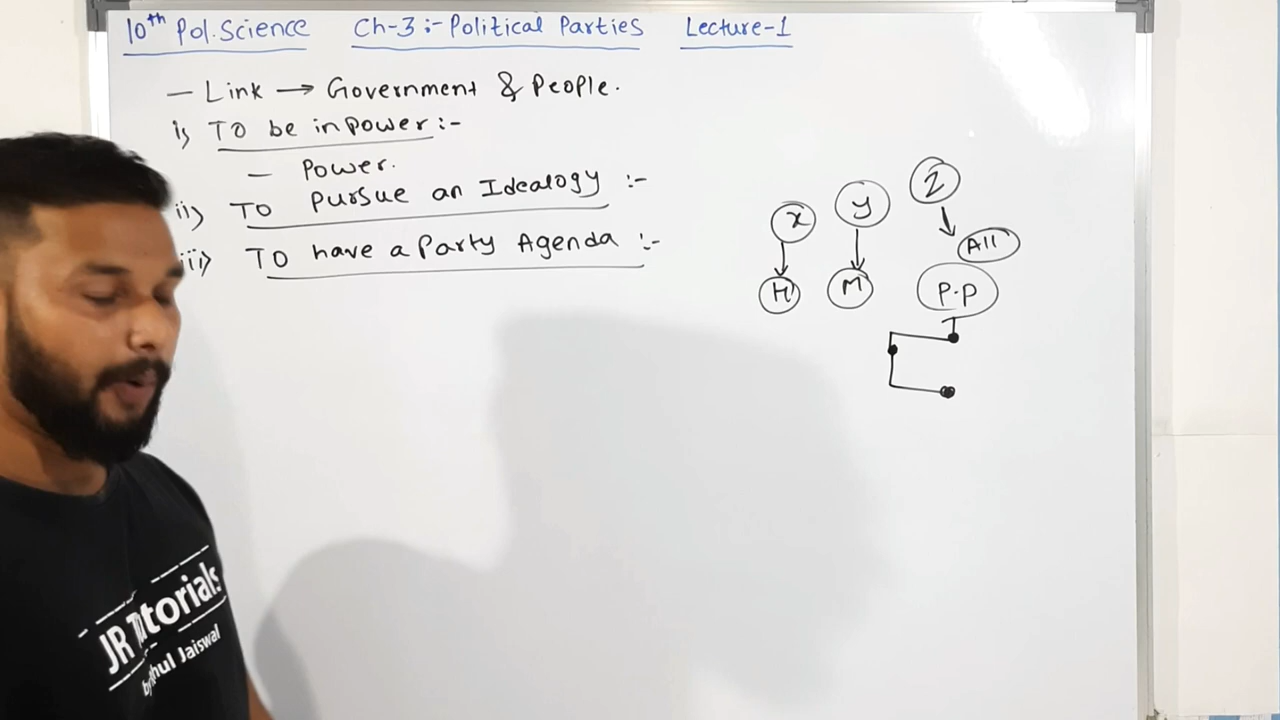 10th Pol.Science Ch-3:- Political Parties Lecture-1
— Link → Government & People.
i) To be in power:-
— Power.
ii) To Pursue an Idealogy :-
iii) To have a Party Agenda :-
x y Z
H M All
P.P
JR Tutorials
by Rahul Jaiswal